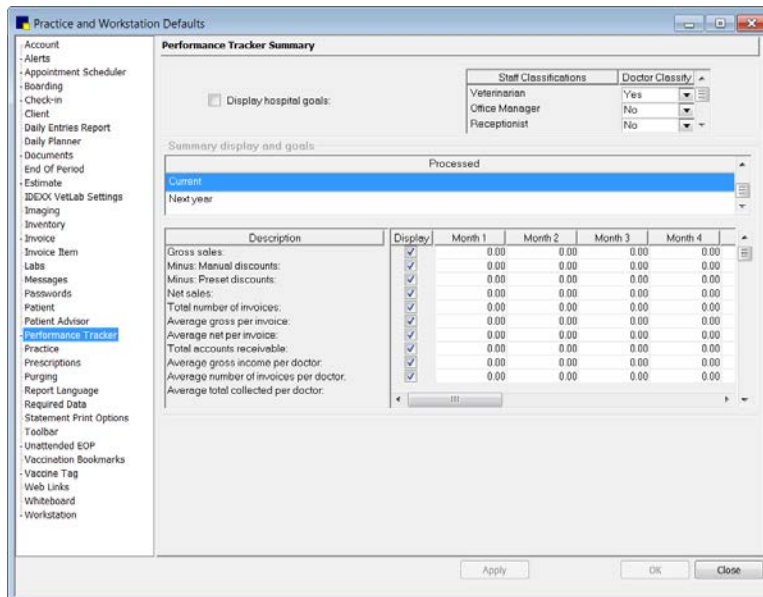 Practice and Workstation Defaults
Account
Alerts
Appointment Scheduler
Boarding
Check-in
Client
Daily Entries Report
Daily Planner
Documents
End Of Period
Estimate
IDEXX VetLab Settings
Imaging
Inventory
Invoice
Invoice Item
Labs
Messages
Passwords
Patient
Patient Advisor
Performance Tracker
Practice
Prescriptions
Purging
Report Language
Required Data
Statement Print Options
Toolbar
Unattended EOP
Vaccination Bookmarks
Vaccine Tag
Web Links
Whiteboard
Workstation
Performance Tracker Summary
Display hospital goals:
Staff Classifications Doctor Classify
Veterinarian Yes
Office Manager No
Receptionist No
Summary display and goals
Processed
Current
Next year
Description Display Month 1 Month 2 Month 3 Month 4
Gross sales: 0.00 0.00 0.00 0.00
Minus: Manual discounts: 0.00 0.00 0.00 0.00
Minus: Preset discounts: 0.00 0.00 0.00 0.00
Net sales: 0.00 0.00 0.00 0.00
Total number of invoices: 0.00 0.00 0.00 0.00
Average gross per invoice: 0.00 0.00 0.00 0.00
Average net per invoice: 0.00 0.00 0.00 0.00
Total accounts receivable: 0.00 0.00 0.00 0.00
Average gross income per doctor: 0.00 0.00 0.00 0.00
Average number of invoices per doctor: 0.00 0.00 0.00 0.00
Average total collected per doctor:
Apply OK Close